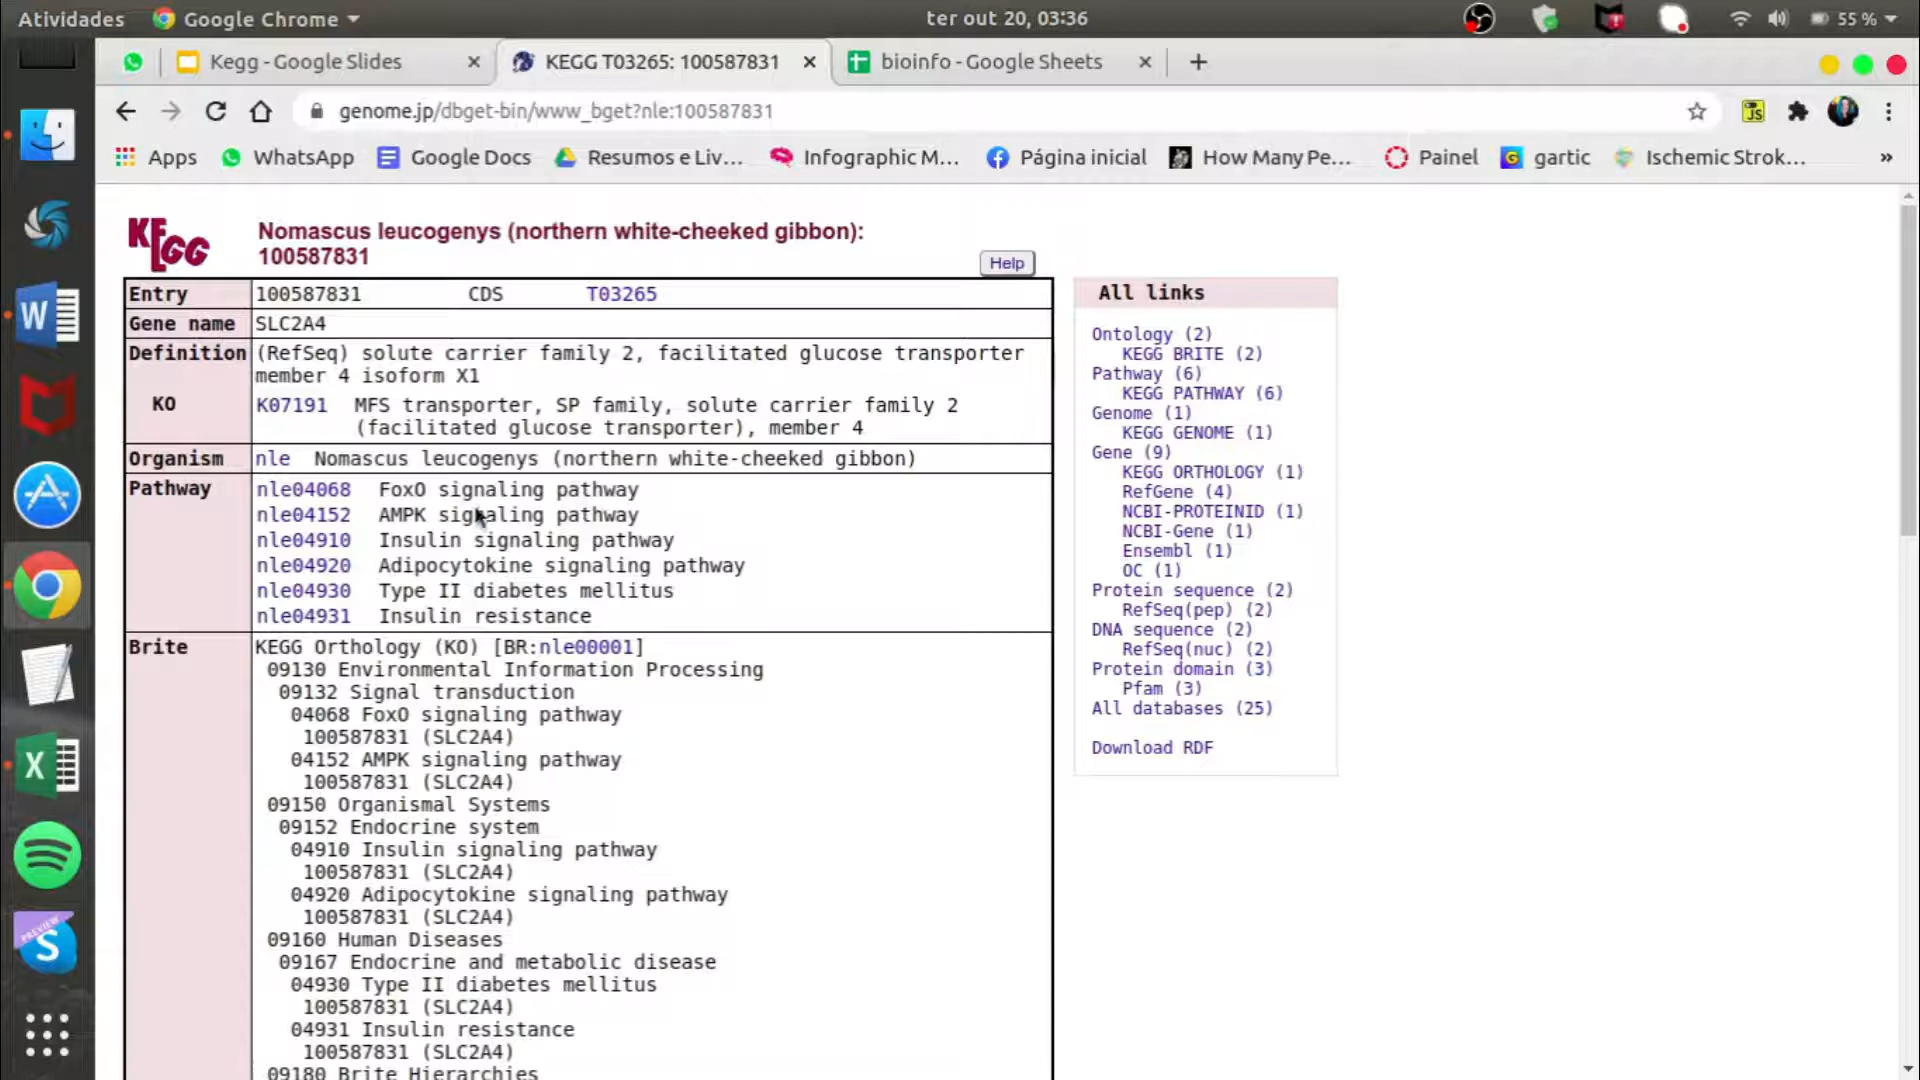 Atividades Google Chrome ter out 20, 03:36 55 %
Kegg - Google Slides KEGG T03265: 100587831 bioinfo - Google Sheets
genome.jp/dbget-bin/www_bget?nle:100587831
Apps WhatsApp Google Docs Resumos e Liv... Infographic M... Página inicial How Many Pe... Painel gartic Ischemic Strok... »
KEGG
Nomascus leucogenys (northern white-cheeked gibbon):
100587831
Help
Entry 100587831 CDS T03265
Gene name SLC2A4
Definition (RefSeq) solute carrier family 2, facilitated glucose transporter
member 4 isoform X1
KO K07191 MFS transporter, SP family, solute carrier family 2
(facilitated glucose transporter), member 4
Organism nle Nomascus leucogenys (northern white-cheeked gibbon)
Pathway nle04068 FoxO signaling pathway
nle04152 AMPK signaling pathway
nle04910 Insulin signaling pathway
nle04920 Adipocytokine signaling pathway
nle04930 Type II diabetes mellitus
nle04931 Insulin resistance
Brite KEGG Orthology (KO) [BR:nle00001]
09130 Environmental Information Processing
09132 Signal transduction
04068 FoxO signaling pathway
100587831 (SLC2A4)
04152 AMPK signaling pathway
100587831 (SLC2A4)
09150 Organismal Systems
09152 Endocrine system
04910 Insulin signaling pathway
100587831 (SLC2A4)
04920 Adipocytokine signaling pathway
100587831 (SLC2A4)
09160 Human Diseases
09167 Endocrine and metabolic disease
04930 Type II diabetes mellitus
100587831 (SLC2A4)
04931 Insulin resistance
100587831 (SLC2A4)
09180 Brite Hierarchies
All links
Ontology (2)
KEGG BRITE (2)
Pathway (6)
KEGG PATHWAY (6)
Genome (1)
KEGG GENOME (1)
Gene (9)
KEGG ORTHOLOGY (1)
RefGene (4)
NCBI-PROTEINID (1)
NCBI-Gene (1)
Ensembl (1)
OC (1)
Protein sequence (2)
RefSeq(pep) (2)
DNA sequence (2)
RefSeq(nuc) (2)
Protein domain (3)
Pfam (3)
All databases (25)
Download RDF
W
X
PREVIEW
S
JS